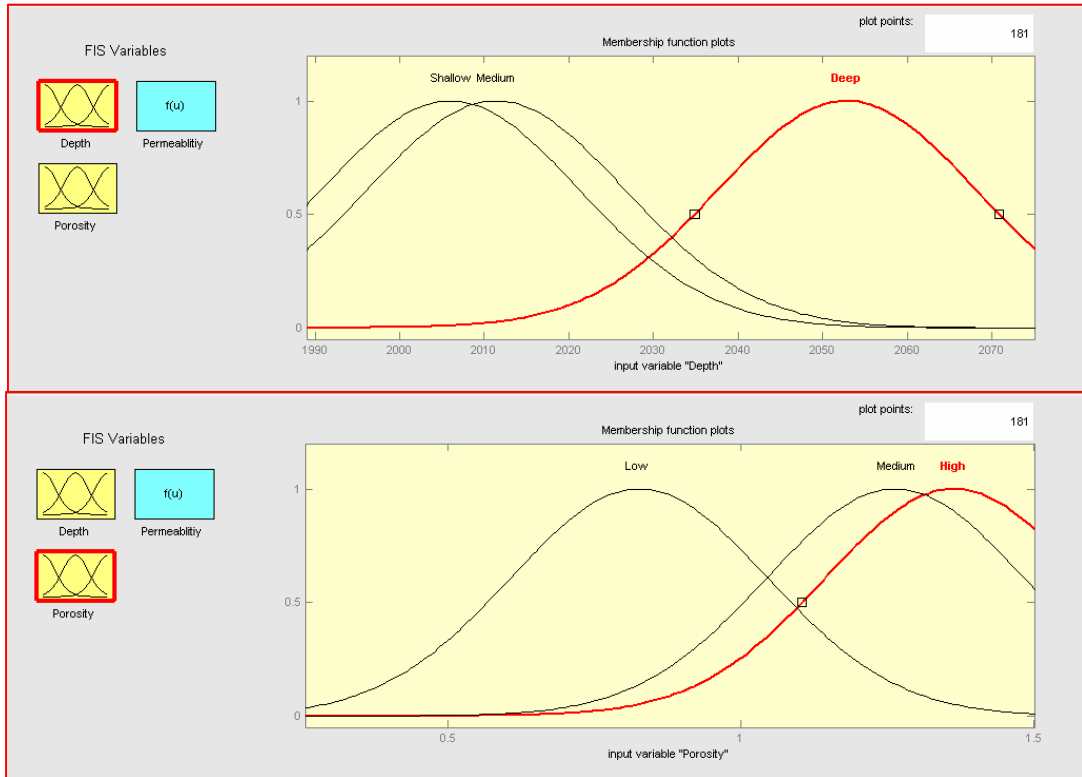 plot points:
181
FIS Variables
Membership function plots
f(u)
Depth
Permeablitiy
Porosity
Shallow Medium
Deep
1
0.5
0
1990 2000 2010 2020 2030 2040 2050 2060 2070
input variable "Depth"
plot points:
181
FIS Variables
Membership function plots
f(u)
Depth
Permeablitiy
Porosity
Low Medium High
1
0.5
0
0.5 1 1.5
input variable "Porosity"